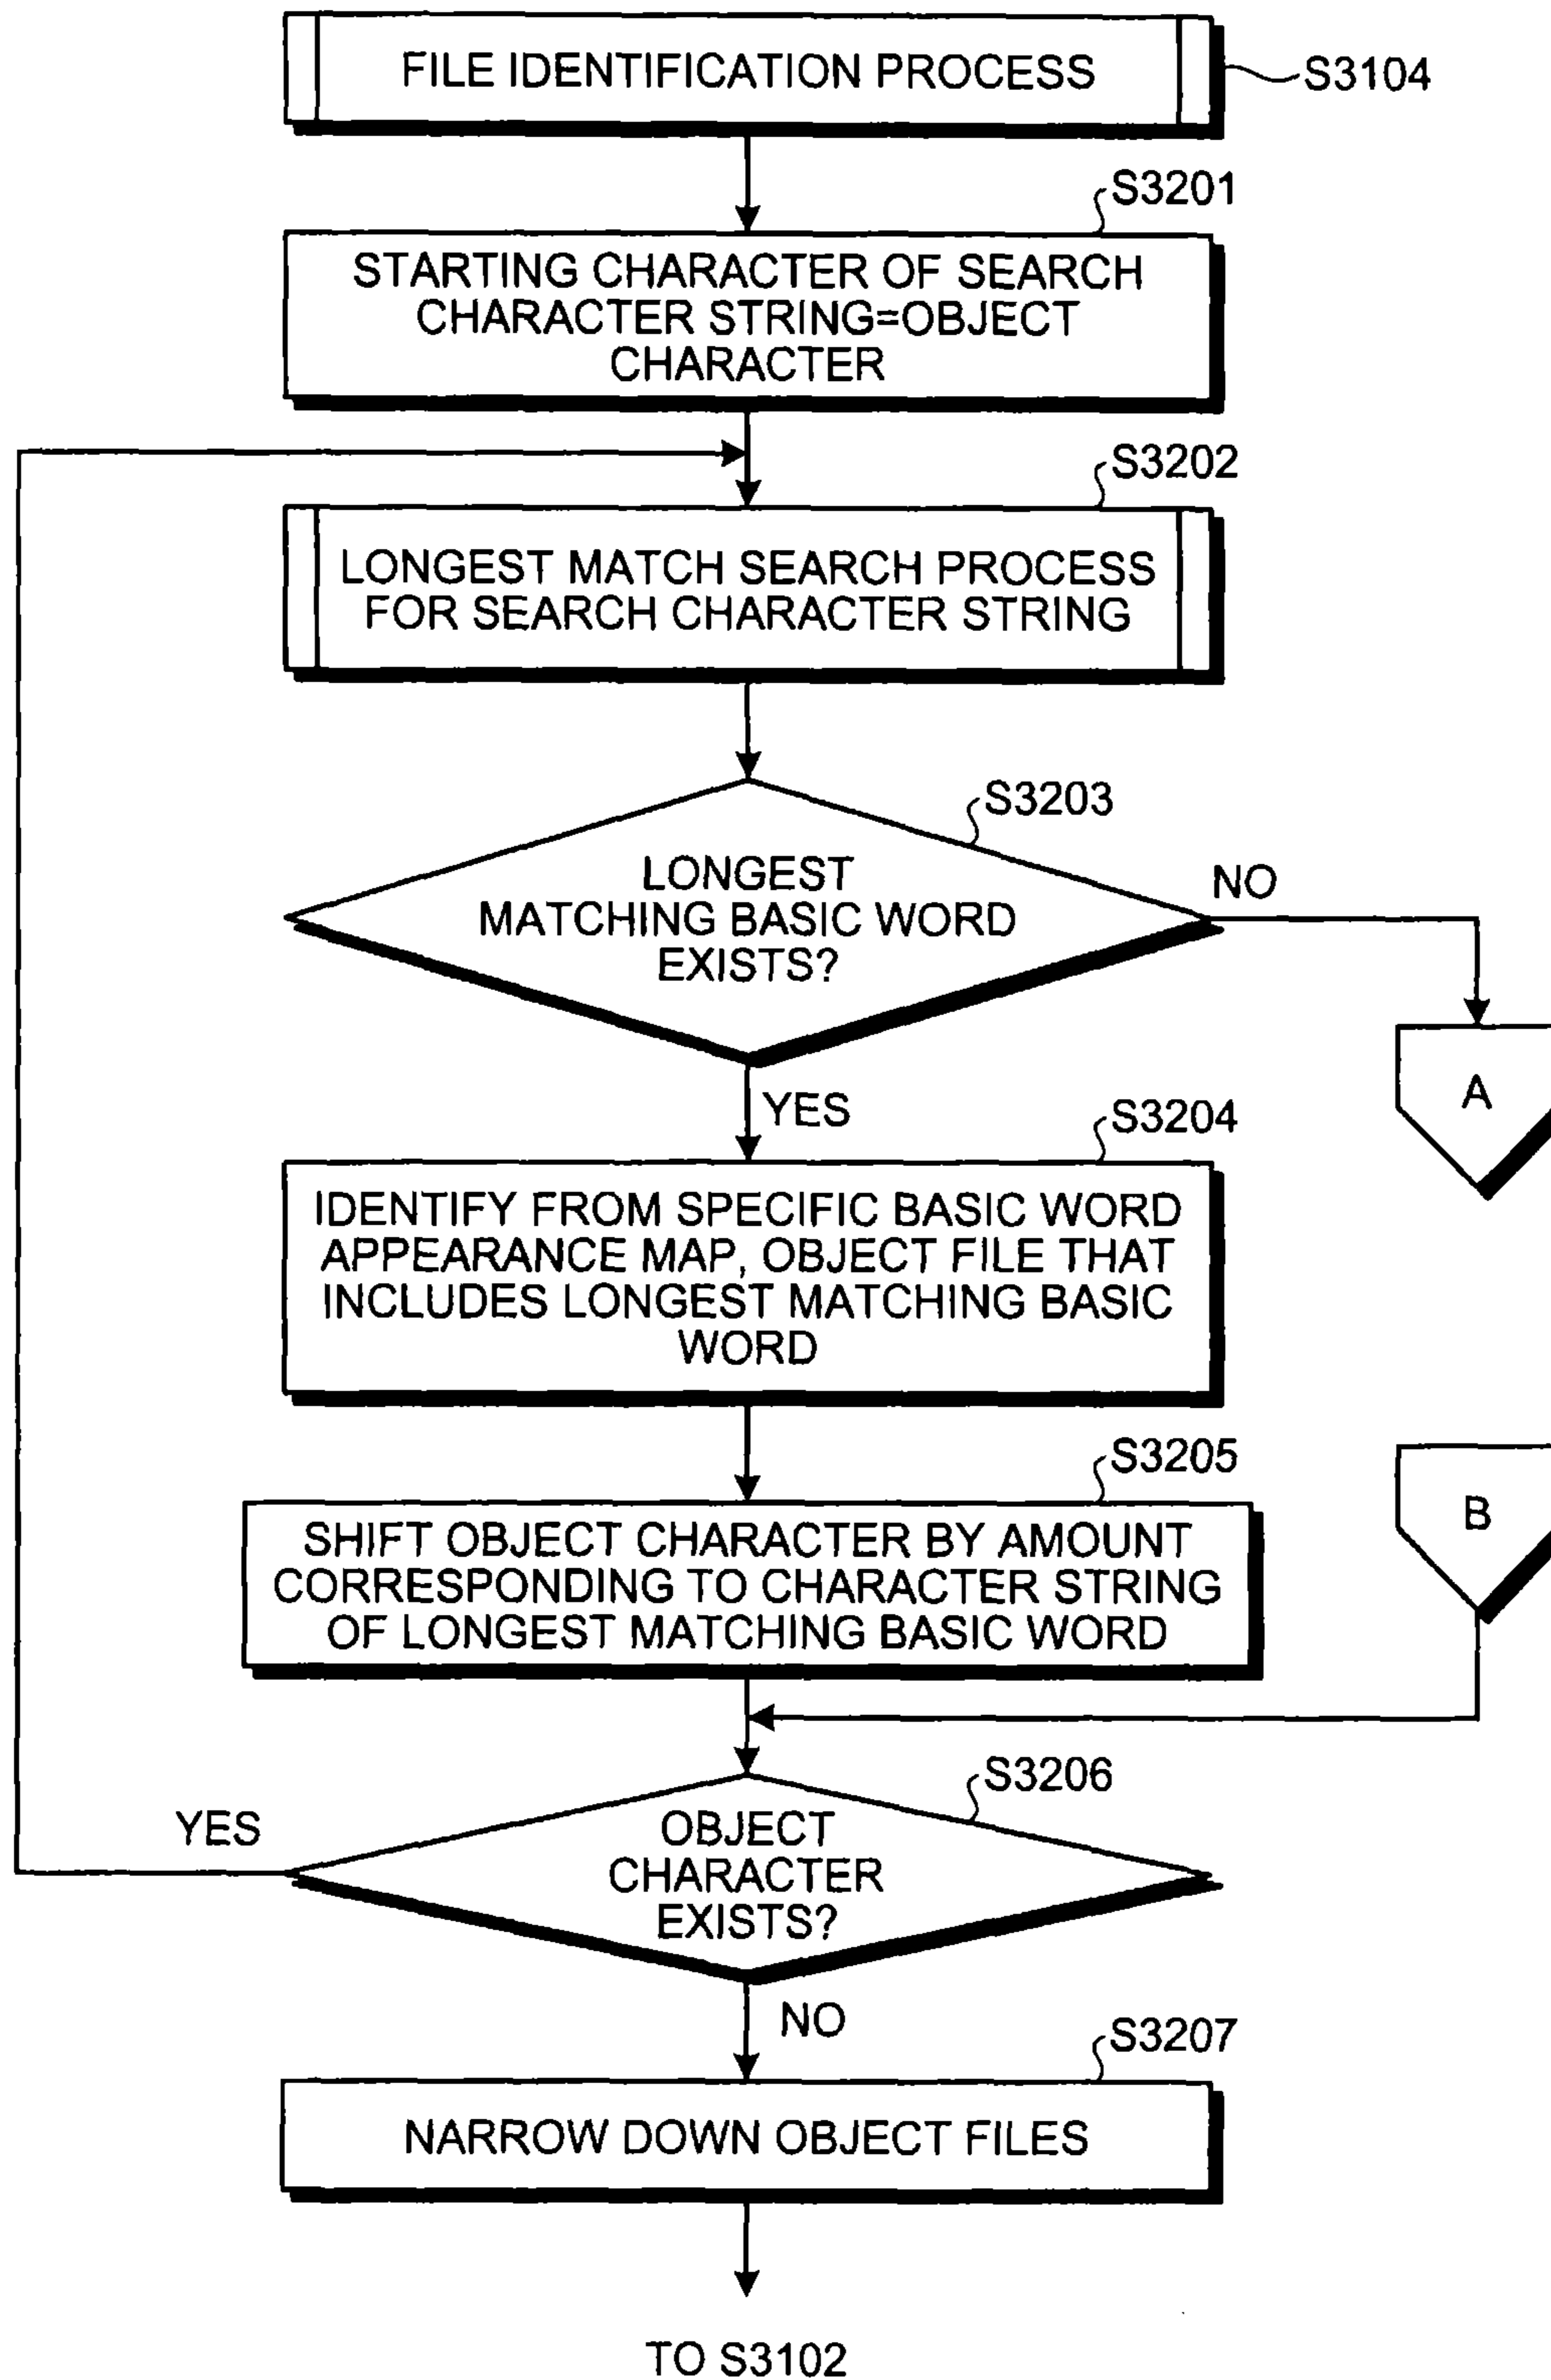 FILE IDENTIFICATION PROCESS
S3104
S3201
STARTING CHARACTER OF SEARCH
CHARACTER STRING=OBJECT
CHARACTER
S3202
LONGEST MATCH SEARCH PROCESS
FOR SEARCH CHARACTER STRING
S3203
LONGEST
MATCHING BASIC WORD
EXISTS?
NO
A
YES
S3204
IDENTIFY FROM SPECIFIC BASIC WORD
APPEARANCE MAP, OBJECT FILE THAT
INCLUDES LONGEST MATCHING BASIC
WORD
S3205
SHIFT OBJECT CHARACTER BY AMOUNT
CORRESPONDING TO CHARACTER STRING
OF LONGEST MATCHING BASIC WORD
B
S3206
YES
OBJECT
CHARACTER
EXISTS?
NO
S3207
NARROW DOWN OBJECT FILES
TO S3102